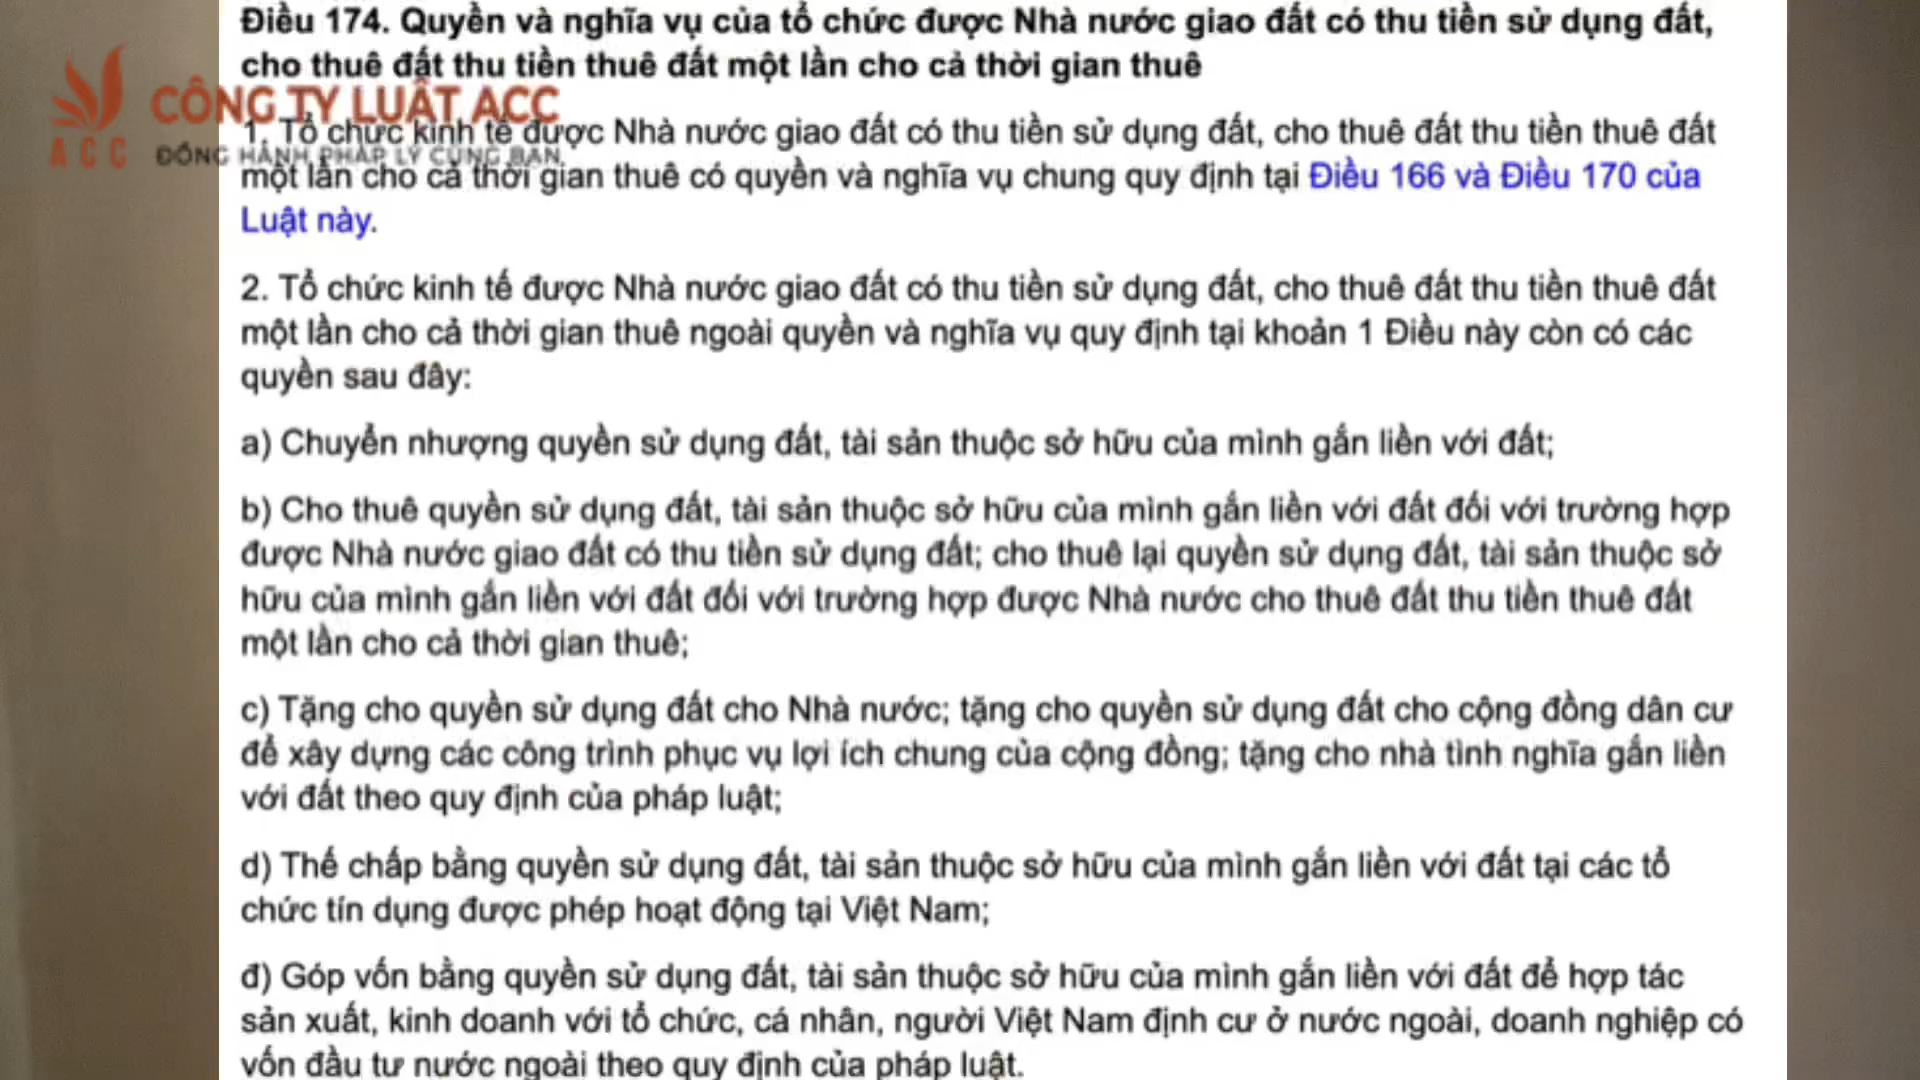 Điều 174. Quyền và nghĩa vụ của tổ chức được Nhà nước giao đất có thu tiền sử dụng đất,
cho thuê đất thu tiền thuê đất một lần cho cả thời gian thuê
CÔNG TY LUẬT ACC
ACC
ĐỒNG HÀNH PHÁP LÝ CÙNG BẠN
1. Tổ chức kinh tế được Nhà nước giao đất có thu tiền sử dụng đất, cho thuê đất thu tiền thuê đất
một lần cho cả thời gian thuê có quyền và nghĩa vụ chung quy định tại Điều 166 và Điều 170 của
Luật này.
2. Tổ chức kinh tế được Nhà nước giao đất có thu tiền sử dụng đất, cho thuê đất thu tiền thuê đất
một lần cho cả thời gian thuê ngoài quyền và nghĩa vụ quy định tại khoản 1 Điều này còn có các
quyền sau đây:
a) Chuyển nhượng quyền sử dụng đất, tài sản thuộc sở hữu của mình gắn liền với đất;
b) Cho thuê quyền sử dụng đất, tài sản thuộc sở hữu của mình gắn liền với đất đối với trường hợp
được Nhà nước giao đất có thu tiền sử dụng đất; cho thuê lại quyền sử dụng đất, tài sản thuộc sở
hữu của mình gắn liền với đất đối với trường hợp được Nhà nước cho thuê đất thu tiền thuê đất
một lần cho cả thời gian thuê;
c) Tặng cho quyền sử dụng đất cho Nhà nước; tặng cho quyền sử dụng đất cho cộng đồng dân cư
để xây dựng các công trình phục vụ lợi ích chung của cộng đồng; tặng cho nhà tình nghĩa gắn liền
với đất theo quy định của pháp luật;
d) Thế chấp bằng quyền sử dụng đất, tài sản thuộc sở hữu của mình gắn liền với đất tại các tổ
chức tín dụng được phép hoạt động tại Việt Nam;
đ) Góp vốn bằng quyền sử dụng đất, tài sản thuộc sở hữu của mình gắn liền với đất để hợp tác
sản xuất, kinh doanh với tổ chức, cá nhân, người Việt Nam định cư ở nước ngoài, doanh nghiệp có
vốn đầu tư nước ngoài theo quy định của pháp luật.